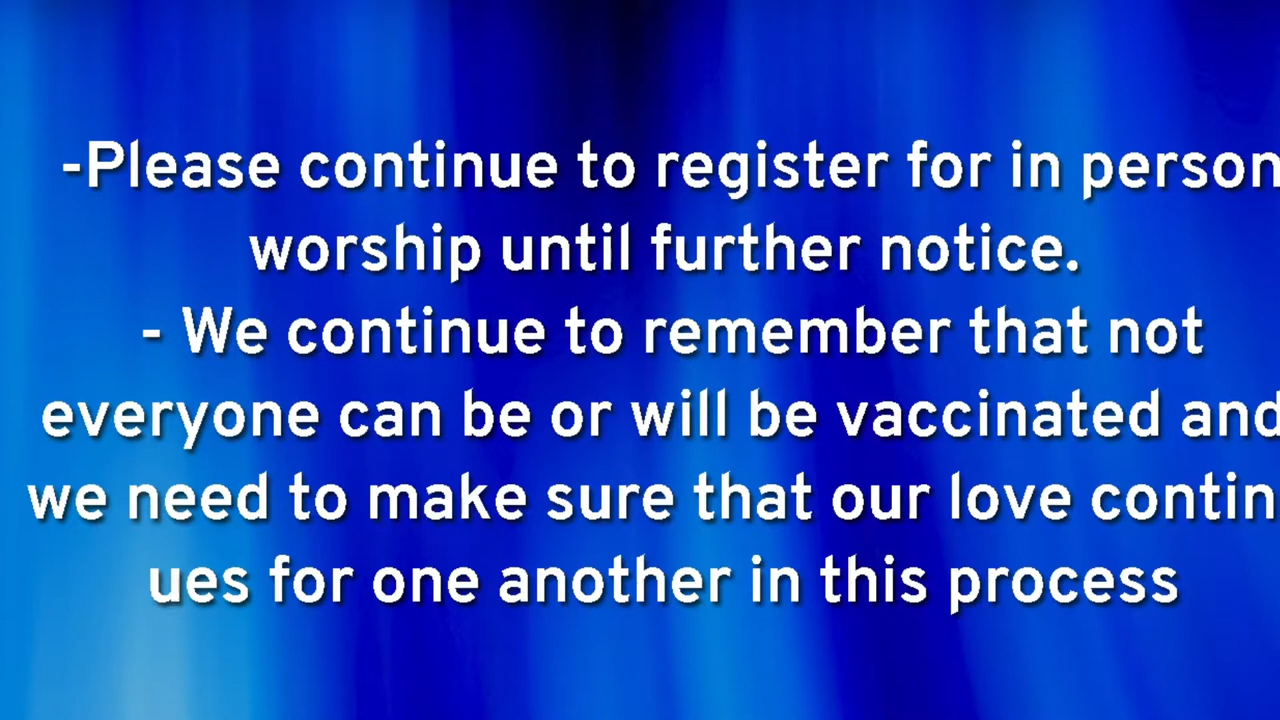 -Please continue to register for in person
worship until further notice.
- We continue to remember that not
everyone can be or will be vaccinated and
we need to make sure that our love contin
ues for one another in this process